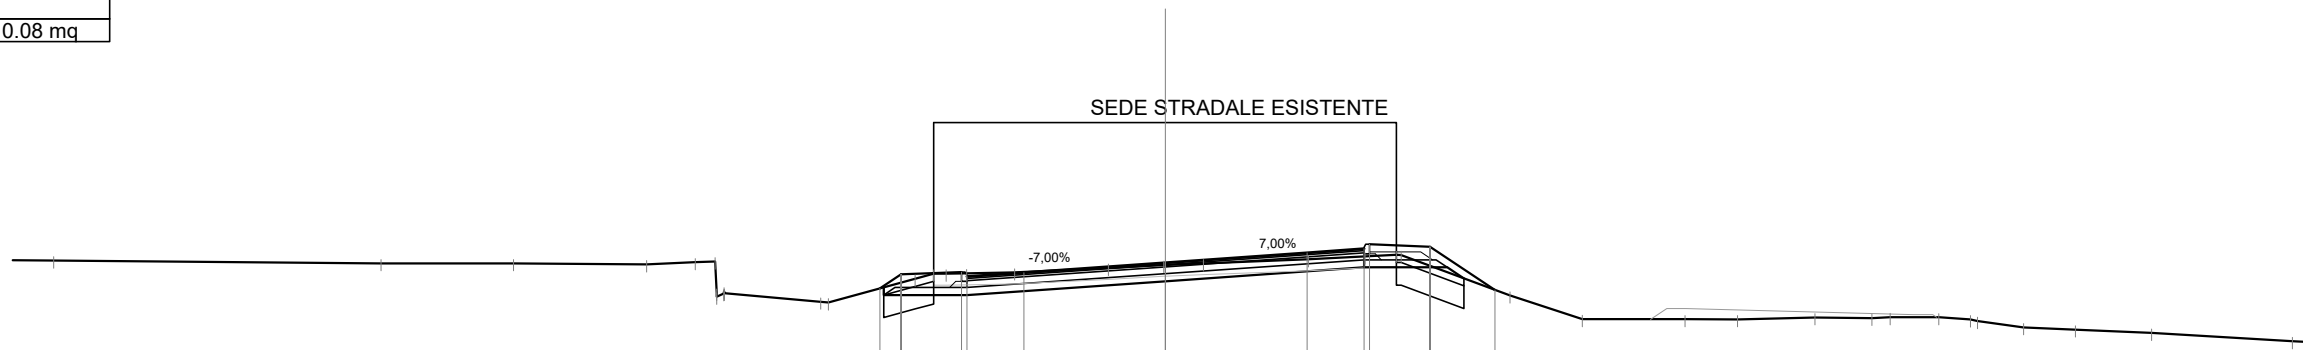 0.08 mq
SEDE STRADALE ESISTENTE
7,00%
-7,00%